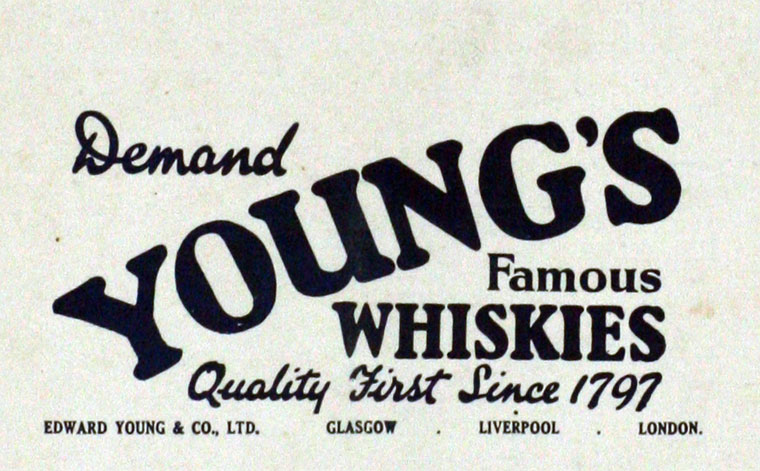 Demand
YOUNG'S
Famous
WHISKIES
Quality First Since 1797
EDWARD YOUNG & CO., LTD. GLASGOW . LIVERPOOL . LONDON.